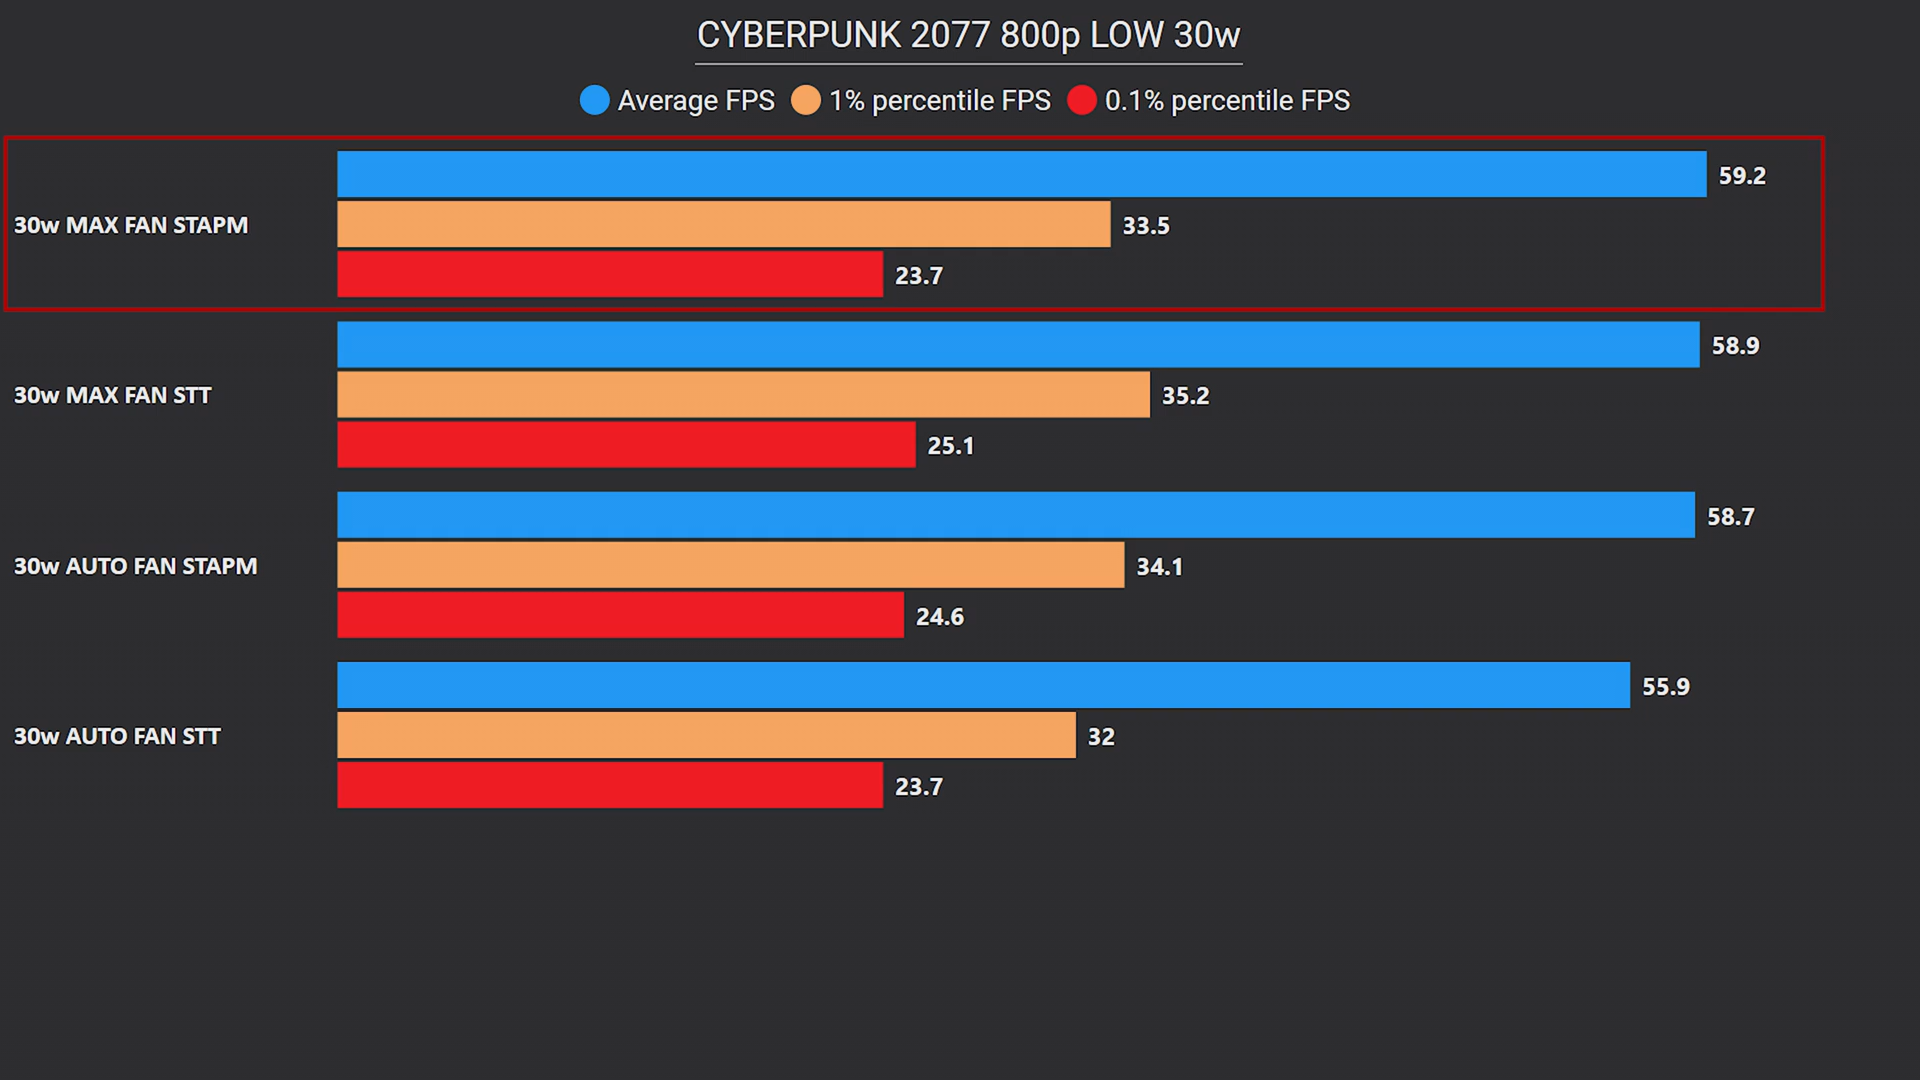 CYBERPUNK 2077 800p LOW 30w
Average FPS 1% percentile FPS 0.1% percentile FPS
59.2
30w MAX FAN STAPM 33.5
23.7
58.9
30w MAX FAN STT 35.2
25.1
58.7
30w AUTO FAN STAPM 34.1
24.6
55.9
30w AUTO FAN STT 32
23.7